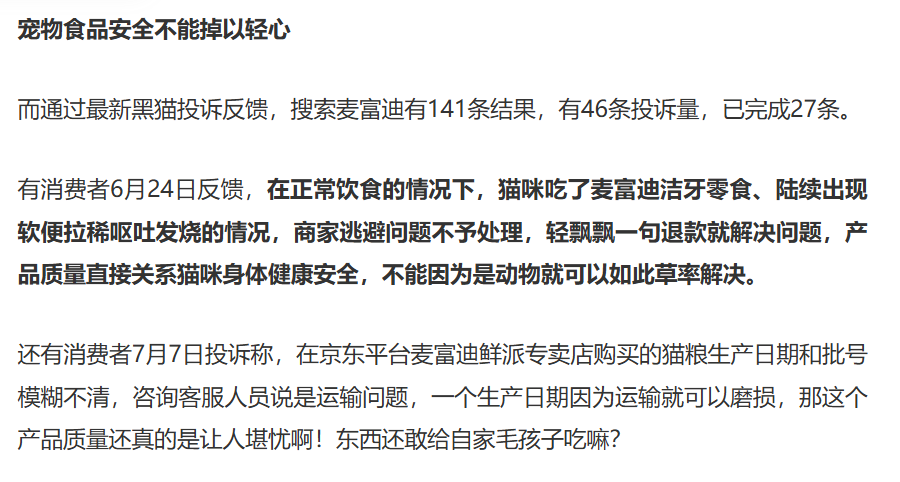 宠物食品安全不能掉以轻心
而通过最新黑猫投诉反馈，搜索麦富迪有141条结果，有46条投诉量，已完成27条。
有消费者6月24日反馈，在正常饮食的情况下，猫咪吃了麦富迪洁牙零食、陆续出现
软便拉稀呕吐发烧的情况，商家逃避问题不予处理，轻飘飘一句退款就解决问题，产
品质量直接关系猫咪身体健康安全，不能因为是动物就可以如此草率解决。
还有消费者7月7日投诉称，在京东平台麦富迪鲜派专卖店购买的猫粮生产日期和批号
模糊不清，咨询客服人员说是运输问题，一个生产日期因为运输就可以磨损，那这个
产品质量还真的是让人堪忧啊！东西还敢给自家毛孩子吃嘛？